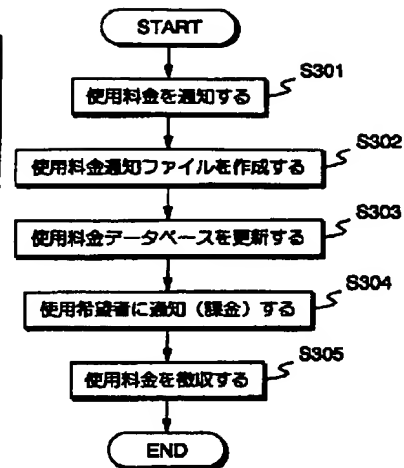 START
S301
使用料金を通知する
S302
使用料金通知ファイルを作成する
S303
使用料金データベースを更新する
S304
使用希望者に通知（課金）する
S305
使用料金を徴収する
END